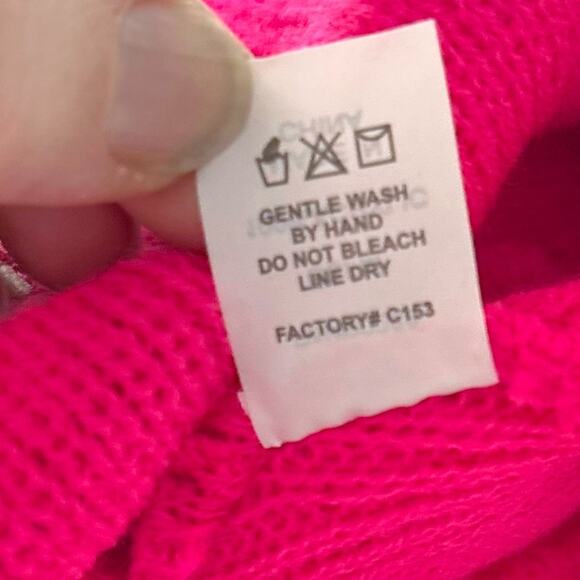 GENTLE WASH
BY HAND
DO NOT BLEACH
LINE DRY
FACTORY# C153